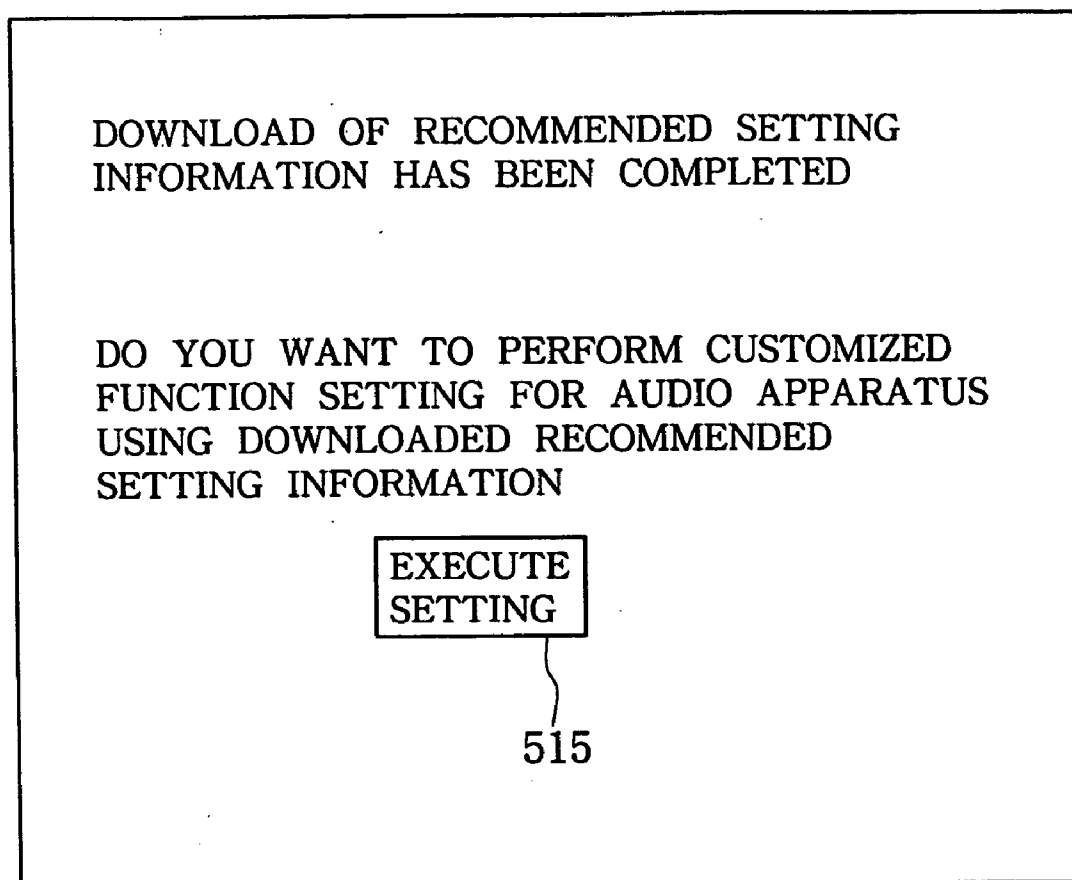 DOWNLOAD OF RECOMMENDED SETTING
INFORMATION HAS BEEN COMPLETED
DO YOU WANT TO PERFORM CUSTOMIZED
FUNCTION SETTING FOR AUDIO APPARATUS
USING DOWNLOADED RECOMMENDED
SETTING INFORMATION
EXECUTE
SETTING
515